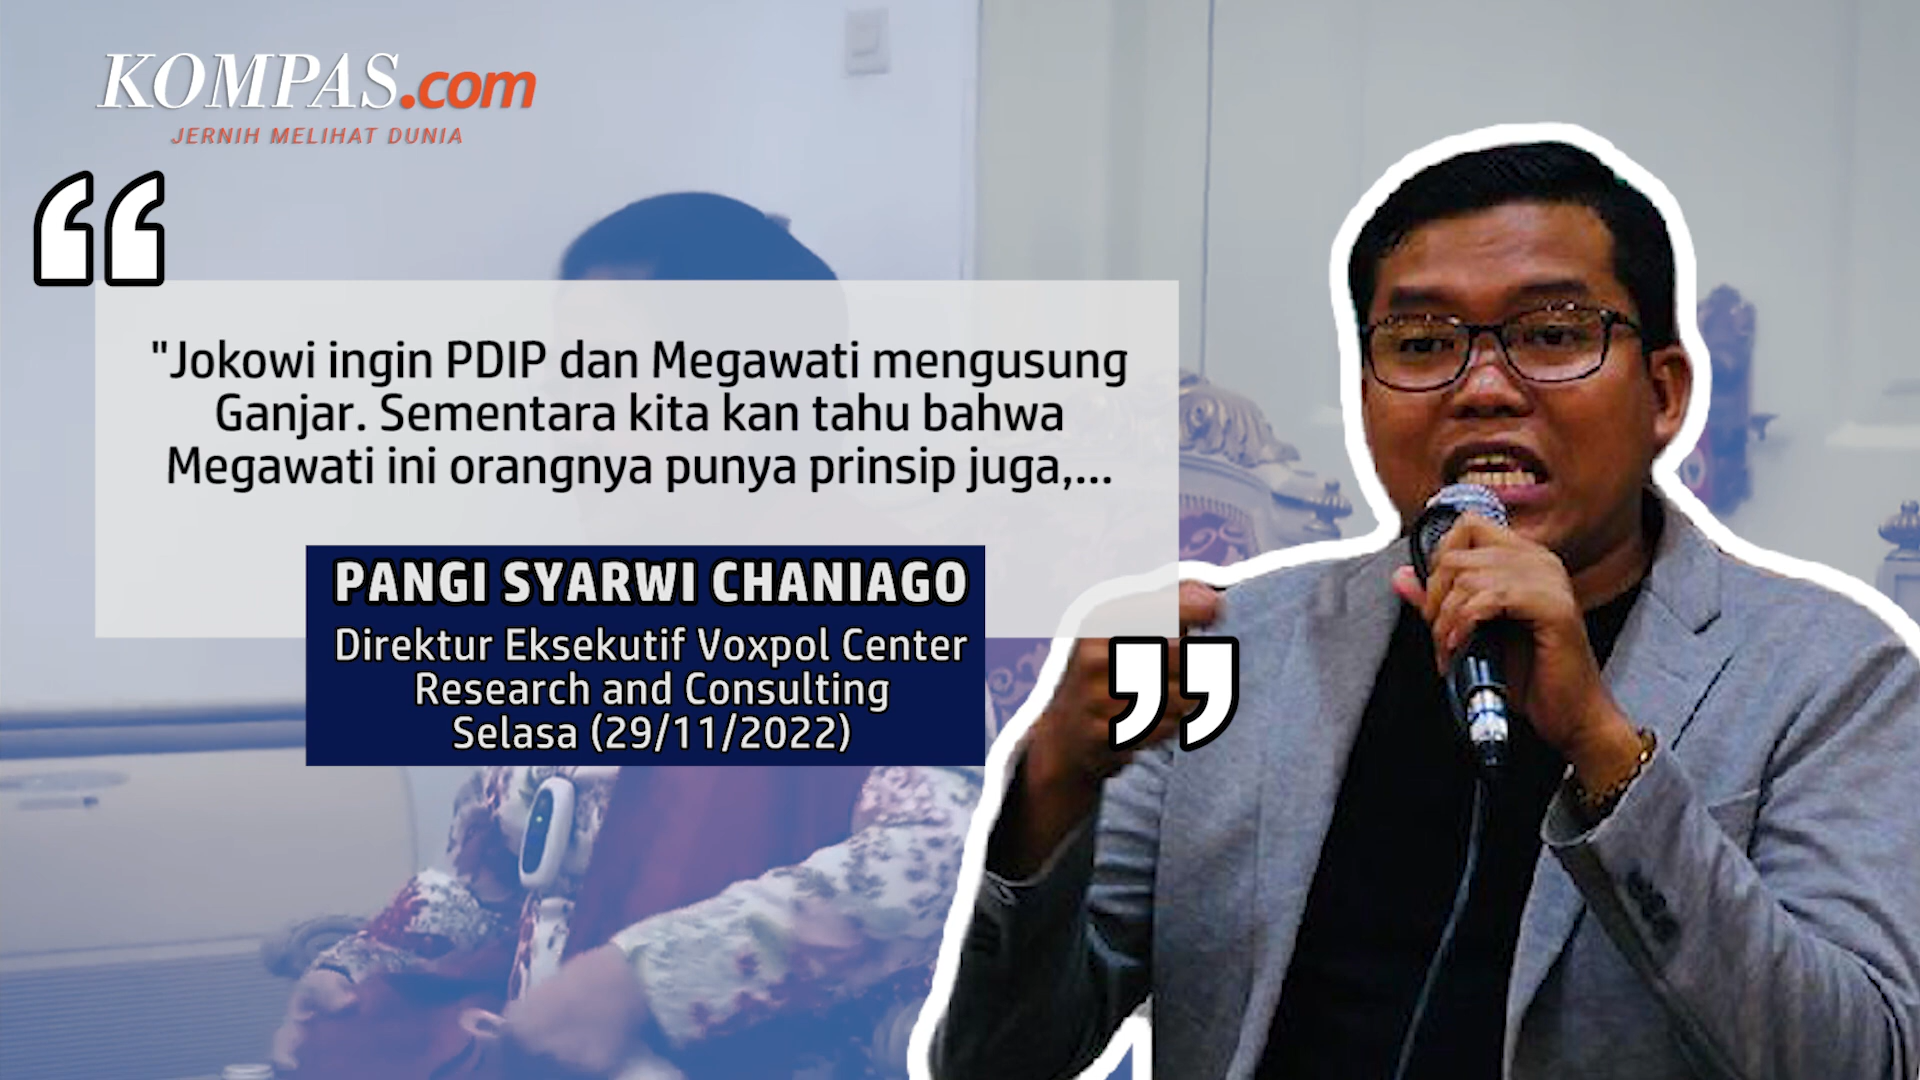 KOMPAS.com
JERNIH MELIHAT DUNIA
"Jokowi ingin PDIP dan Megawati mengusung
Ganjar. Sementara kita kan tahu bahwa
Megawati ini orangnya punya prinsip juga,...
PANGI SYARWI CHANIAGO
Direktur Eksekutif Voxpol Center
Research and Consulting
Selasa (29/11/2022)